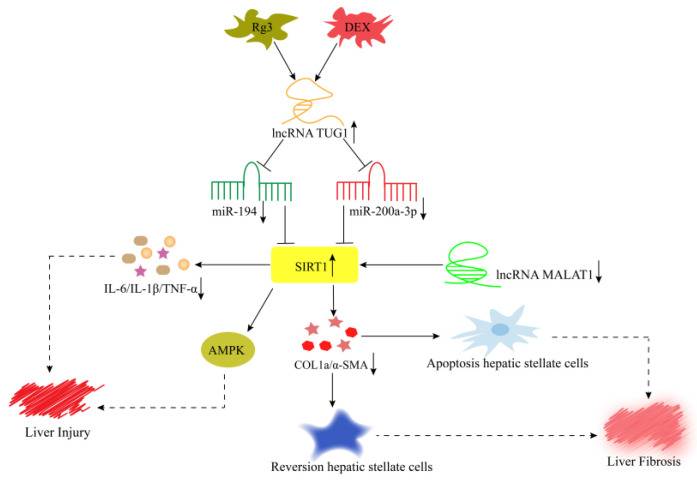 Rg3
DEX
lncRNA TUG1
miR-194
miR-200a-3p
SIRT1
lncRNA MALAT1
IL-6/IL-1β/TNF-α
AMPK
COL1a/α-SMA
Apoptosis hepatic stellate cells
Liver Injury
Reversion hepatic stellate cells
Liver Fibrosis